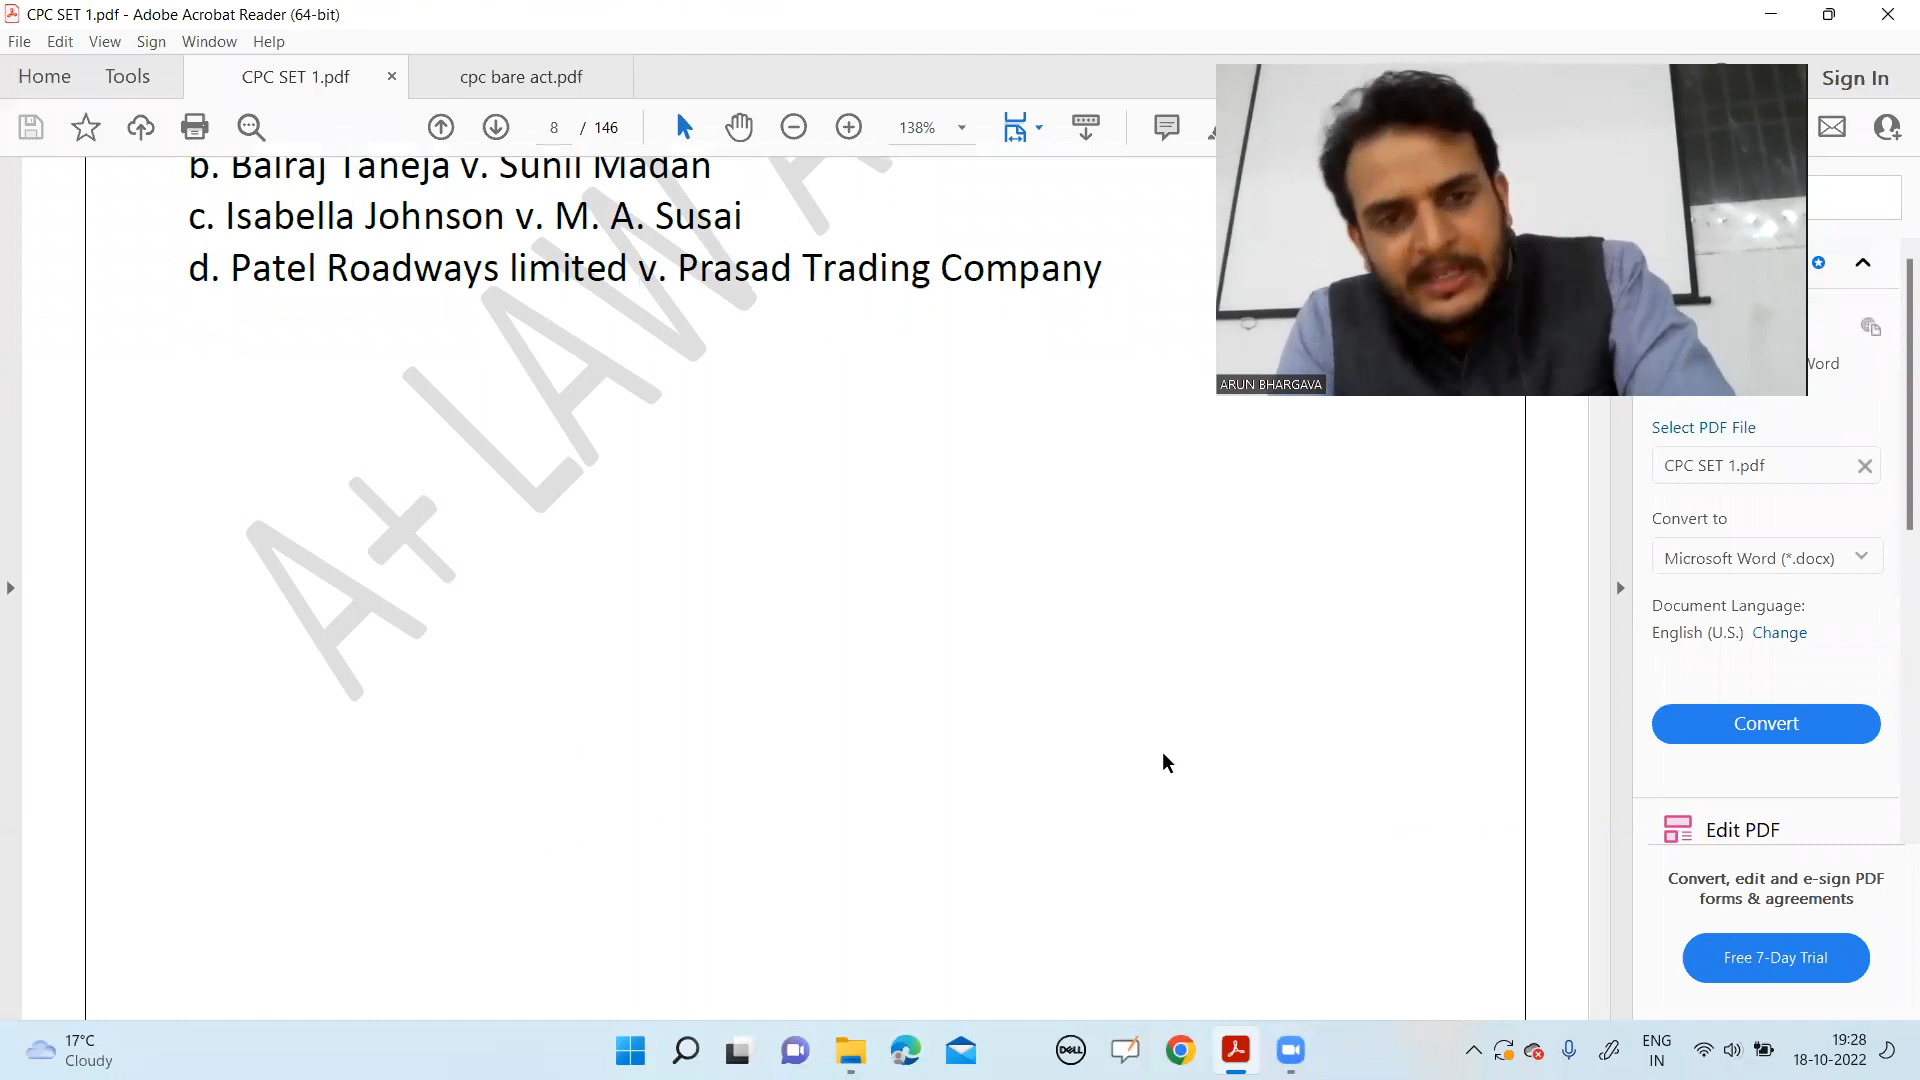 CPC SET 1.pdf - Adobe Acrobat Reader (64-bit)
File Edit View Sign Window Help
Home Tools CPC SET 1.pdf cpc bare act.pdf Sign In
8 / 146 138%
b. Balraj Taneja v. Sunil Madan
c. Isabella Johnson v. M. A. Susai
d. Patel Roadways limited v. Prasad Trading Company
A+ LAW A
ARUN BHARGAVA
Word
Select PDF File
CPC SET 1.pdf
Convert to
Microsoft Word (*.docx)
Document Language:
English (U.S.) Change
Convert
Edit PDF
Convert, edit and e-sign PDF
forms & agreements
Free 7-Day Trial
17°C
Cloudy
DELL
ENG
IN
19:28
18-10-2022